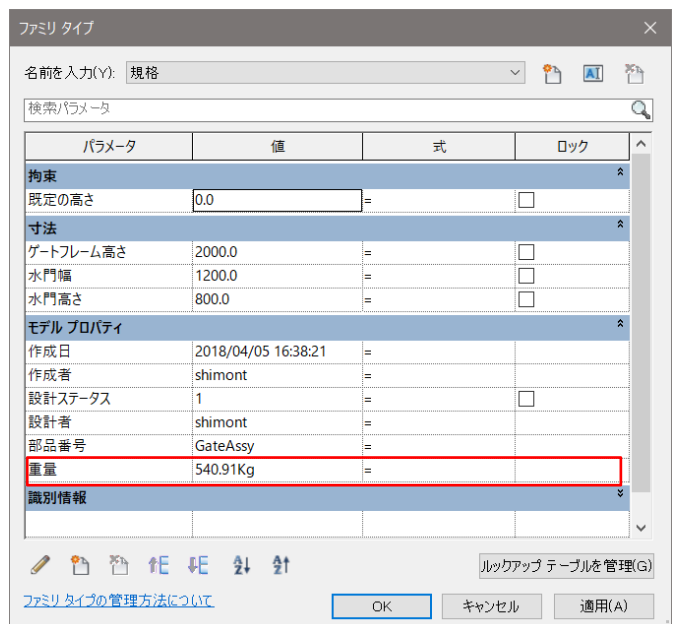 ファミリ タイプ
名前を入力(Y): 規格
検索パラメータ
パラメータ 値 式 ロック
拘束
既定の高さ 0.0 =
寸法
ゲートフレーム高さ 2000.0 =
水門幅 1200.0 =
水門高さ 800.0 =
モデル プロパティ
作成日 2018/04/05 16:38:21 =
作成者 shimont =
設計ステータス 1 =
設計者 shimont =
部品番号 GateAssy =
重量 540.91Kg =
識別情報
ルックアップ テーブルを管理(G)
ファミリ タイプの管理方法について
OK キャンセル 適用(A)